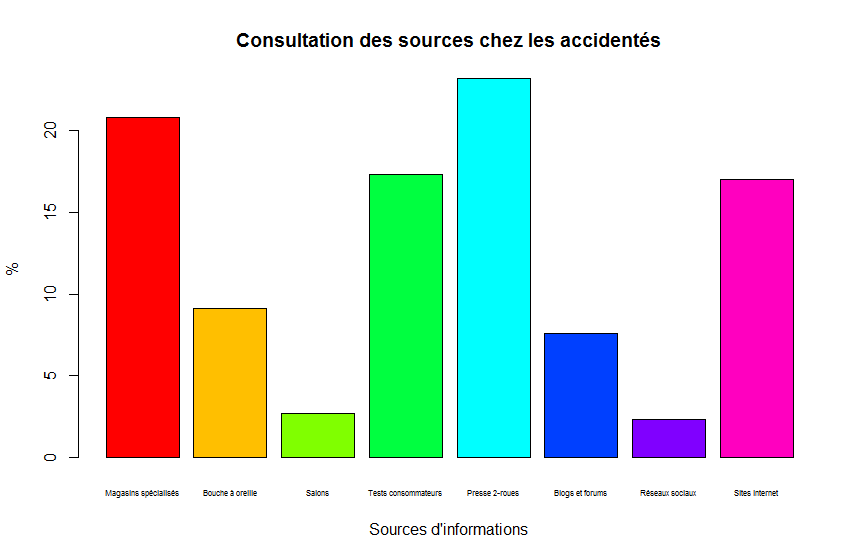 Consultation des sources chez les accidentés
%
20
15
10
5
0
Magasins spécialisés Bouche à oreille Salons Tests consommateurs Presse 2-roues Blogs et forums Réseaux sociaux Sites internet
Sources d'informations